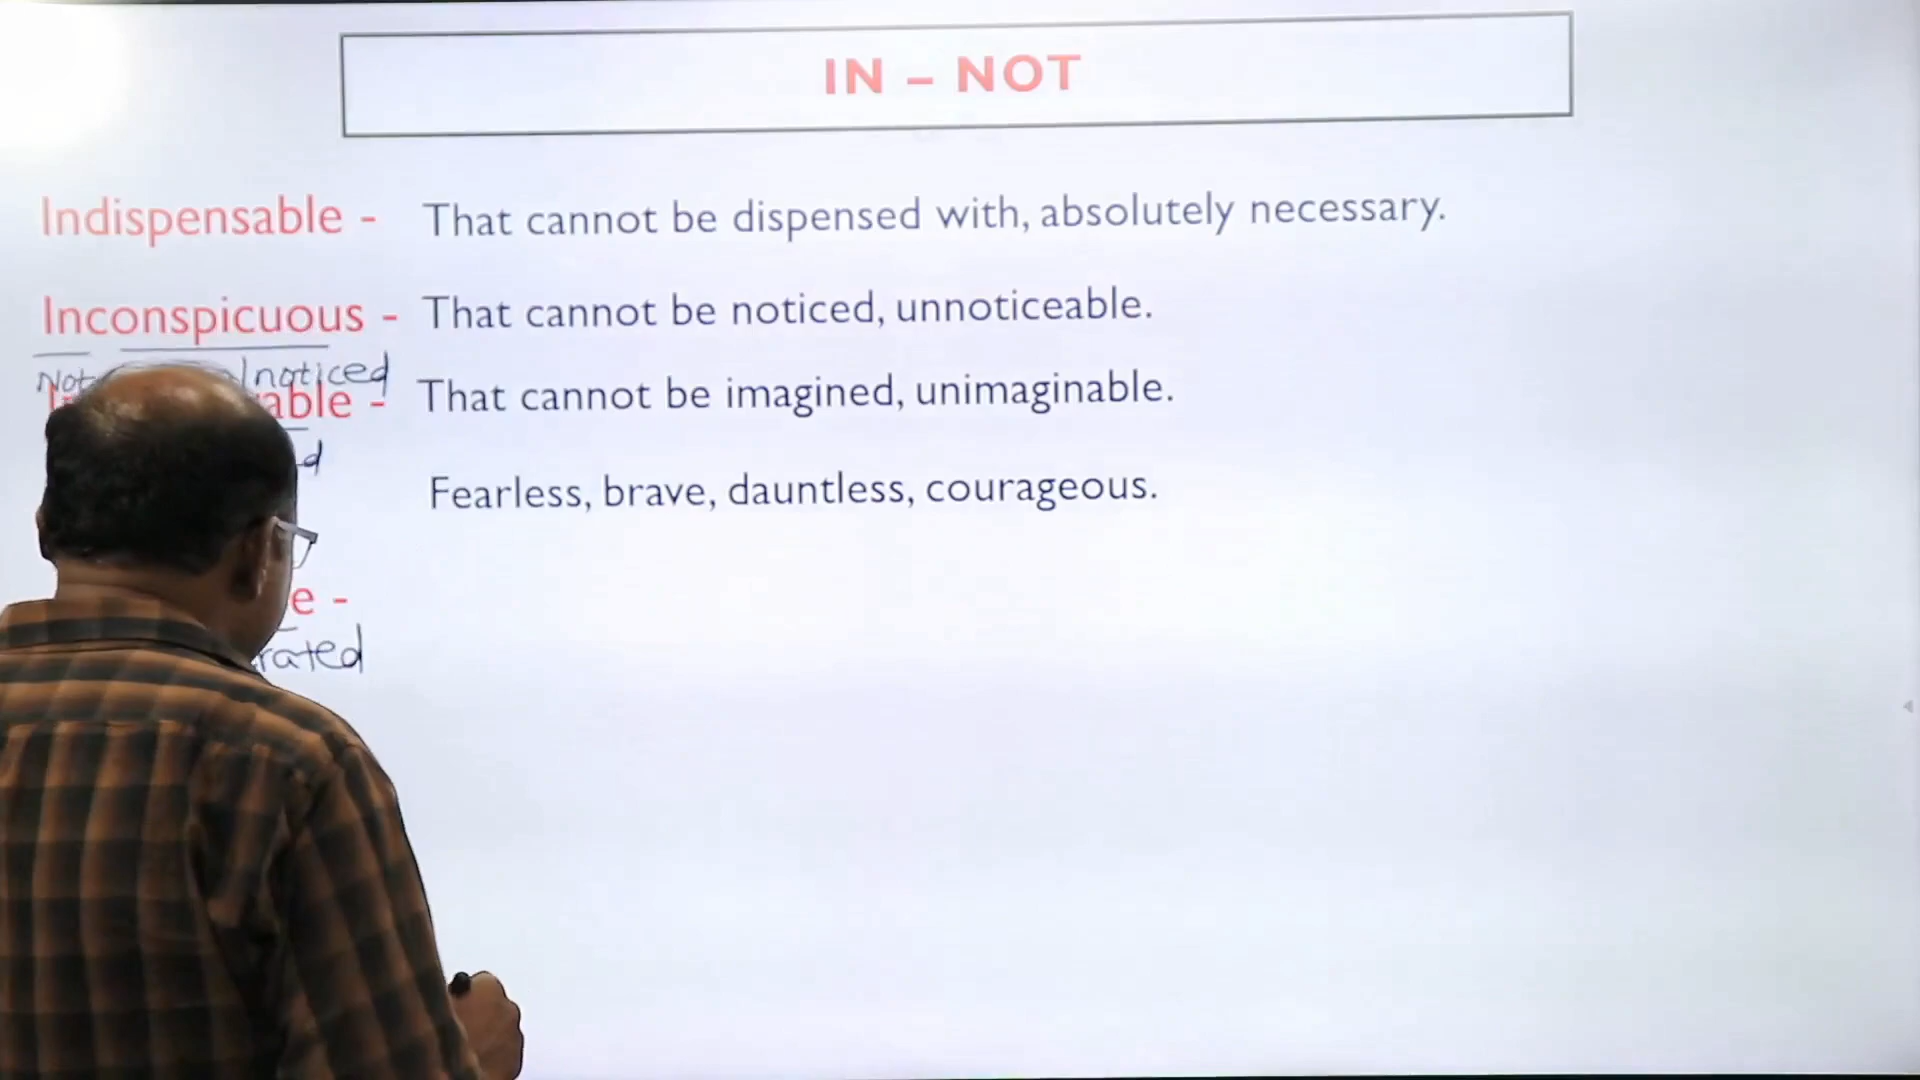 IN – NOT
Indispensable - That cannot be dispensed with, absolutely necessary.
Inconspicuous - That cannot be noticed, unnoticeable.
Not noticed
able - That cannot be imagined, unimaginable.
d
Fearless, brave, dauntless, courageous.
e -
rated